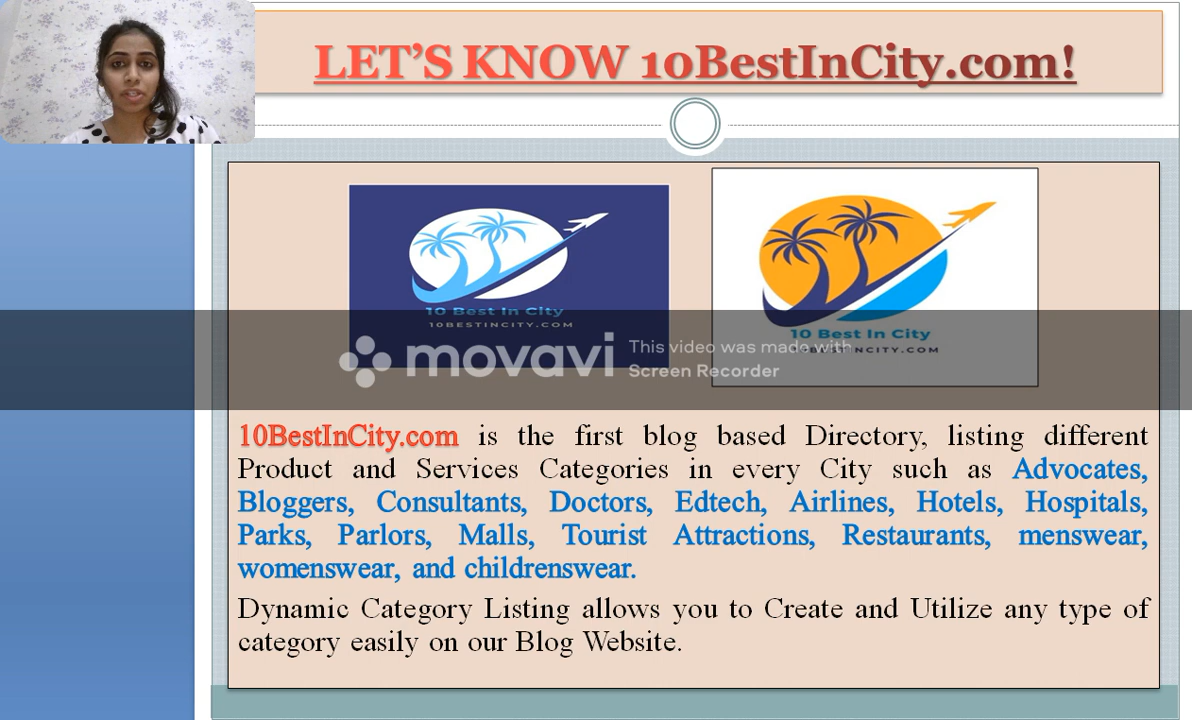 LET'S KNOW 10BestInCity.com!
10 Best In City
10BESTINCITY.COM
10 Best In City
10BESTINCITY.COM
movavi
This video was made with
Screen Recorder
10BestInCity.com is the first blog based Directory, listing different
Product and Services Categories in every City such as Advocates,
Bloggers, Consultants, Doctors, Edtech, Airlines, Hotels, Hospitals,
Parks, Parlors, Malls, Tourist Attractions, Restaurants, menswear,
womenswear, and childrenswear.
Dynamic Category Listing allows you to Create and Utilize any type of
category easily on our Blog Website.